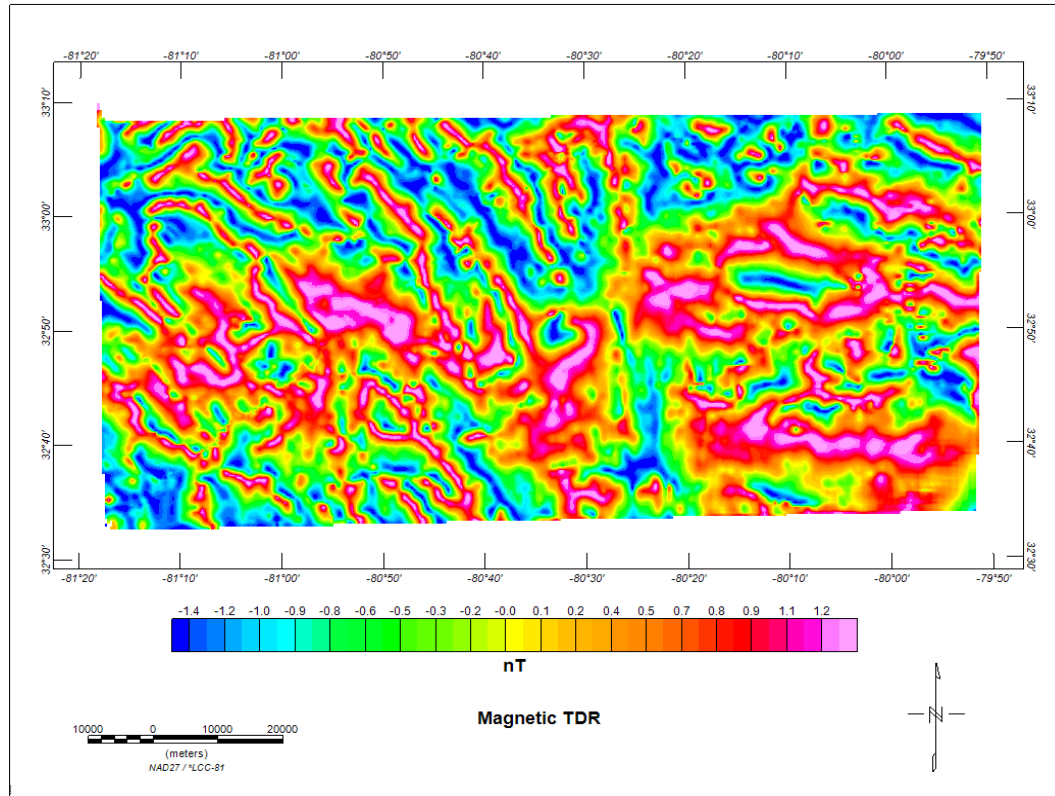 -81°20' -81°10' -81°00' -80°50' -80°40' -80°30' -80°20' -80°10' -80°00' -79°50'
33°10' 33°10'
33°00' 33°00'
32°50' 32°50'
32°40' 32°40'
32°30' 32°30'
-81°20' -81°10' -81°00' -80°50' -80°40' -80°30' -80°20' -80°10' -80°00' -79°50'
-1.4 -1.2 -1.0 -0.9 -0.8 -0.6 -0.5 -0.3 -0.2 -0.0 0.1 0.2 0.4 0.5 0.7 0.8 0.9 1.1 1.2
nT
Magnetic TDR
10000 0 10000 20000
(meters)
NAD27 / *LCC-81
N